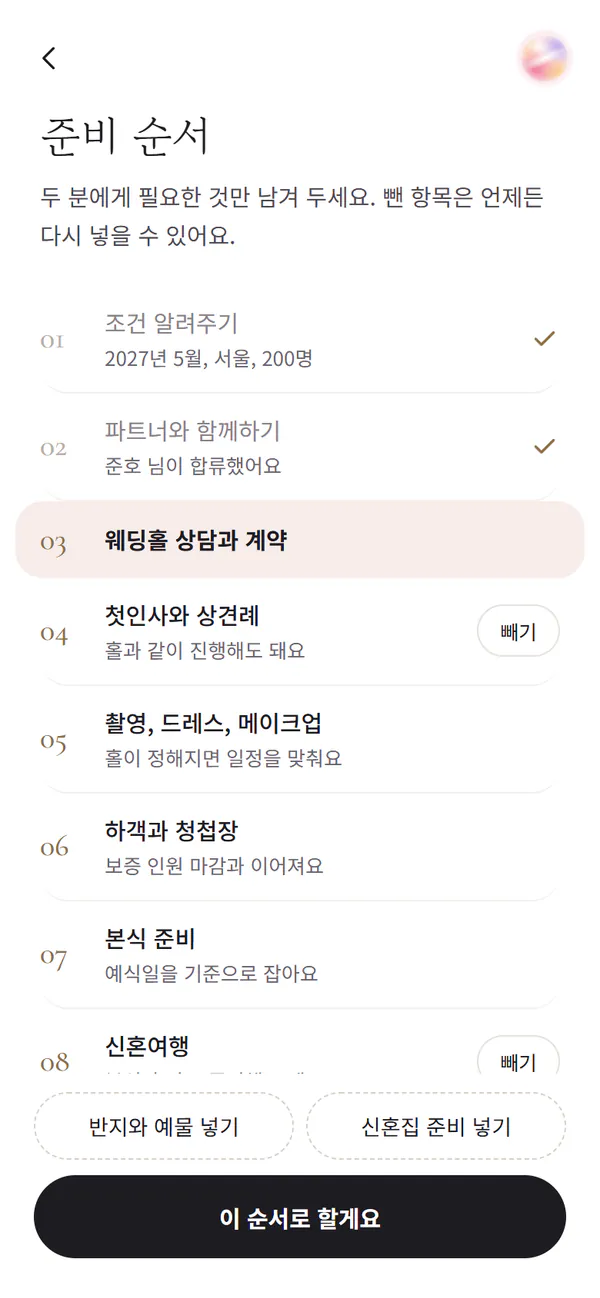 준비 순서
두 분에게 필요한 것만 남겨 두세요. 뺀 항목은 언제든
다시 넣을 수 있어요.
01
조건 알려주기
2027년 5월, 서울, 200명
02
파트너와 함께하기
준호 님이 합류했어요
03
웨딩홀 상담과 계약
04
첫인사와 상견례
홀과 같이 진행해도 돼요
빼기
05
촬영, 드레스, 메이크업
홀이 정해지면 일정을 맞춰요
06
하객과 청첩장
보증 인원 마감과 이어져요
07
본식 준비
예식일을 기준으로 잡아요
08
신혼여행
빼기
반지와 예물 넣기
신혼집 준비 넣기
이 순서로 할게요